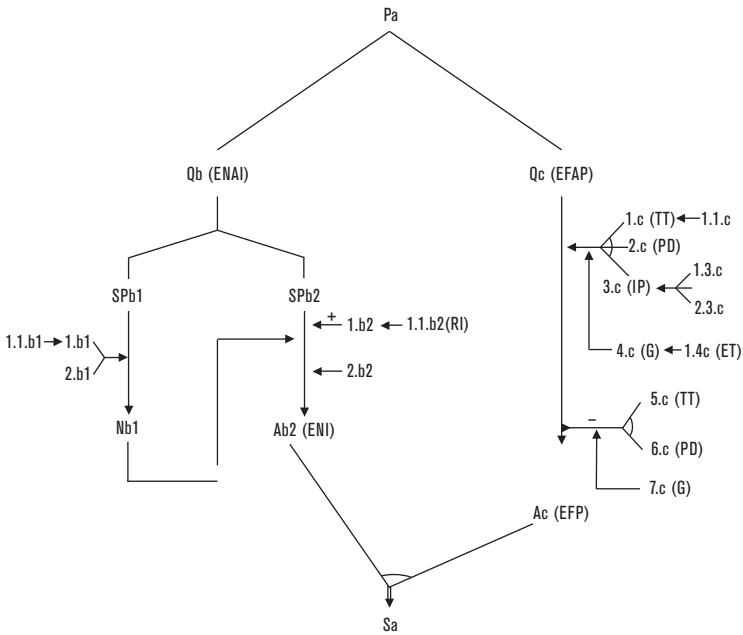 Pa
Qb (ENAI)
Qc (EFAP)
1.c (TT)
1.1.c
2.c (PD)
3.c (IP)
1.3.c
2.3.c
SPb1
SPb2
+
1.b2
1.1.b2(RI)
1.1.b1
1.b1
2.b1
4.c (G)
1.4c (ET)
2.b2
5.c (TT)
–
6.c (PD)
Nb1
Ab2 (ENI)
7.c (G)
Ac (EFP)
Sa